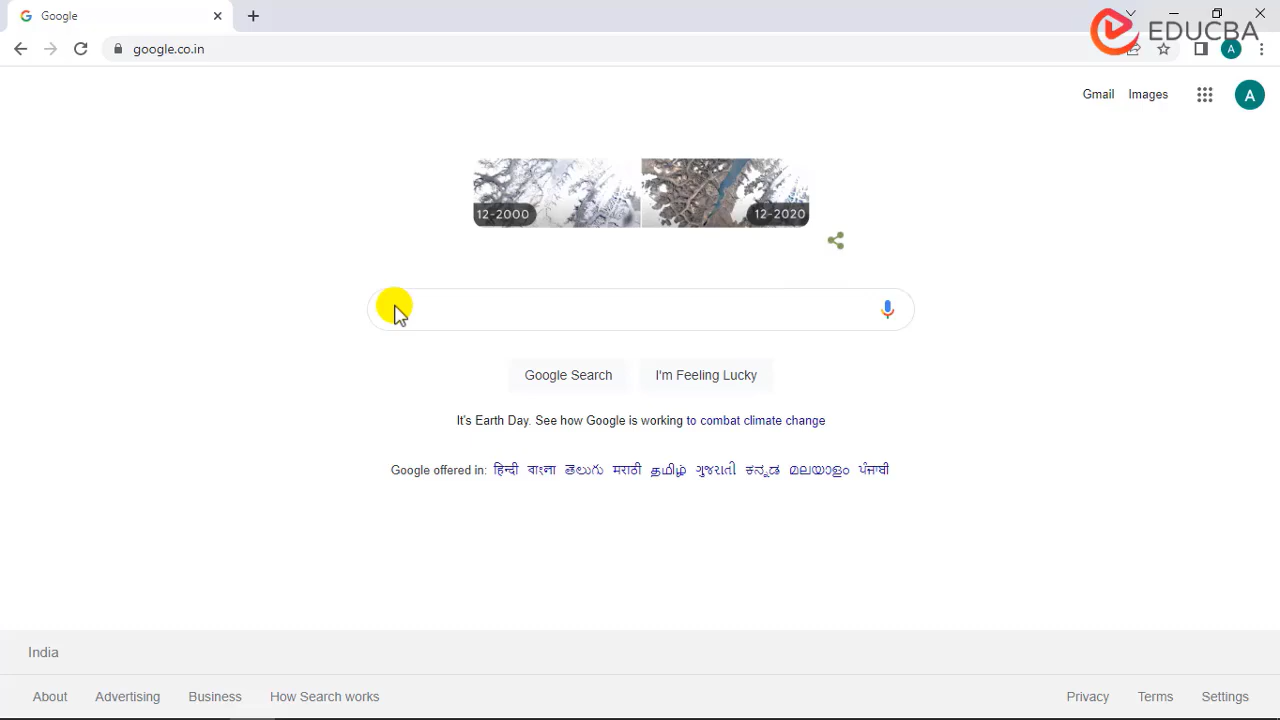 Google
EDUCBA
google.co.in
A
Gmail Images
A
12-2000 12-2020
Google Search I'm Feeling Lucky
It's Earth Day. See how Google is working to combat climate change
Google offered in: हिन्दी বাংলা తెలుగు मराठी தமிழ் ગુજરાતી ಕನ್ನಡ മലയാളം ਪੰਜਾਬੀ
India
About Advertising Business How Search works Privacy Terms Settings